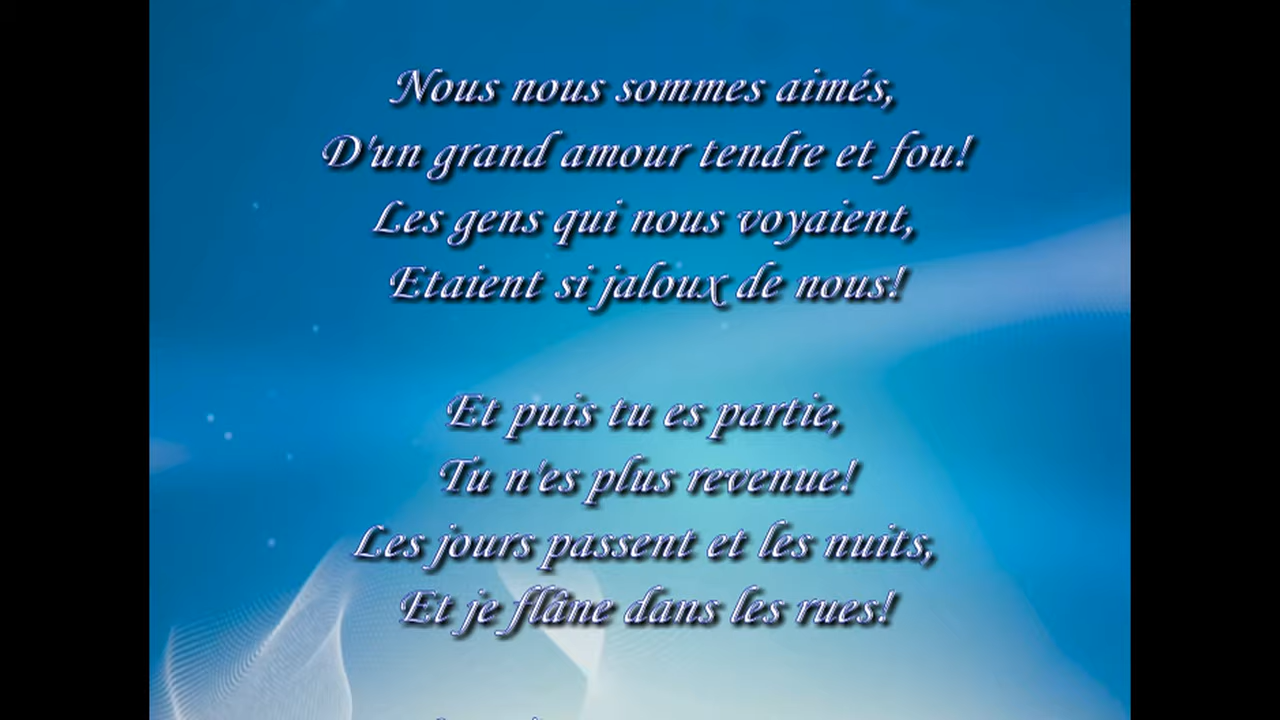 Nous nous sommes aimés,
D'un grand amour tendre et fou!
Les gens qui nous voyaient,
Etaient si jaloux de nous!
Et puis tu es partie,
Tu n'es plus revenue!
Les jours passent et les nuits,
Et je flâne dans les rues!